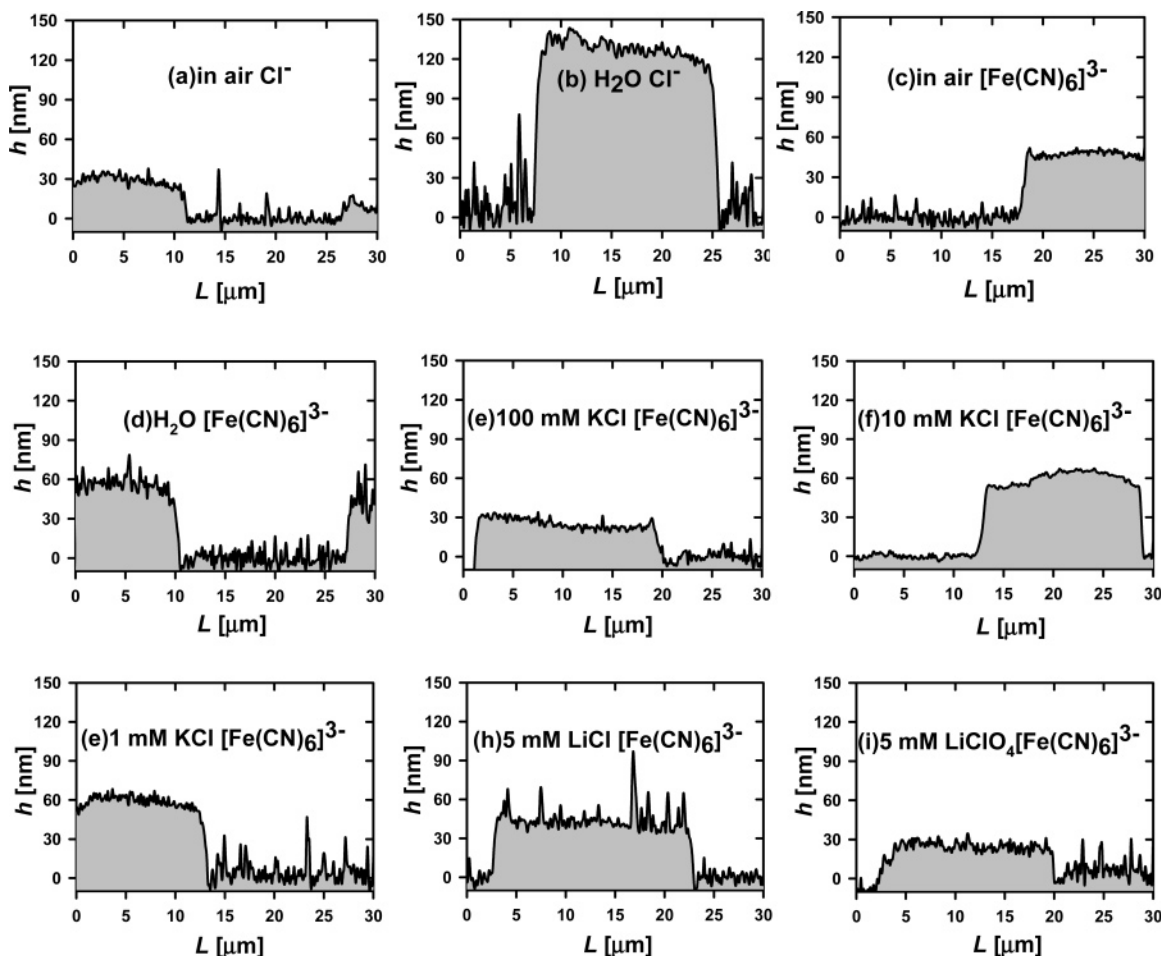 150
120
90
60
30
0
h [nm]
(a)in air Cl⁻
0 5 10 15 20 25 30
L [μm]
150
120
90
60
30
0
h [nm]
(b) H2O Cl⁻
0 5 10 15 20 25 30
L [μm]
150
120
90
60
30
0
h [nm]
(c)in air [Fe(CN)6]3-
0 5 10 15 20 25 30
L [μm]
150
120
90
60
30
0
h [nm]
(d)H₂O [Fe(CN)6]3-
0 5 10 15 20 25 30
L [μm]
150
120
90
60
30
0
h [nm]
(e)100 mM KCl [Fe(CN)6]3-
0 5 10 15 20 25 30
L [μm]
150
120
90
60
30
0
h [nm]
(f)10 mM KCl [Fe(CN)6]3-
0 5 10 15 20 25 30
L [μm]
150
120
90
60
30
0
h [nm]
(e)1 mM KCl [Fe(CN)6]3-
0 5 10 15 20 25 30
L [μm]
150
120
90
60
30
0
h [nm]
(h)5 mM LiCl [Fe(CN)6]3-
0 5 10 15 20 25 30
L [μm]
150
120
90
60
30
0
h [nm]
(i)5 mM LiClO₄[Fe(CN)6]3-
0 5 10 15 20 25 30
L [μm]